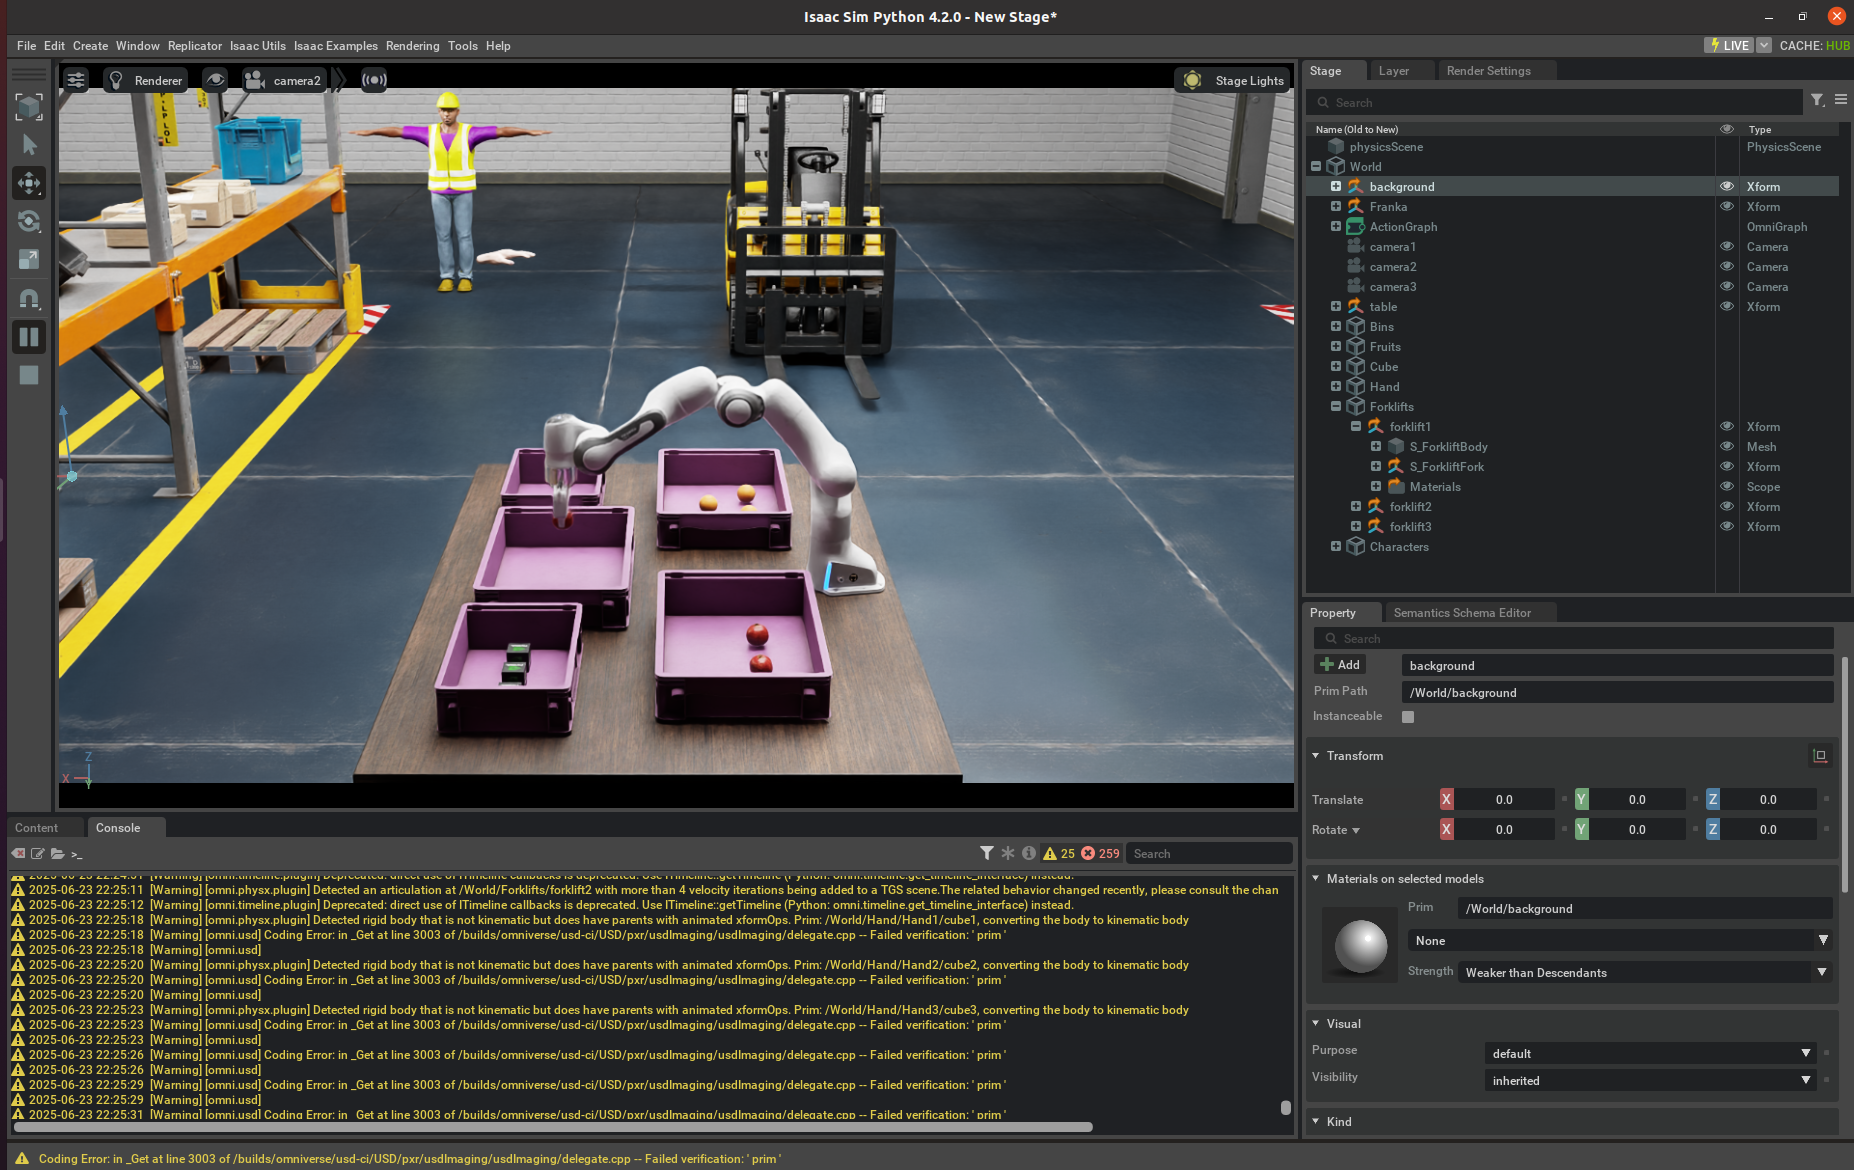 Isaac Sim Python 4.2.0 - New Stage*
File Edit Create Window Replicator Isaac Utils Isaac Examples Rendering Tools Help
LIVE CACHE: HUB
Renderer camera2 Stage Lights
Stage Layer Render Settings
Search
Name (Old to New) Type
physicsScene PhysicsScene
World
background Xform
Franka Xform
ActionGraph OmniGraph
camera1 Camera
camera2 Camera
camera3 Camera
table Xform
Bins
Fruits
Cube
Hand
Forklifts
forklift1 Xform
S_ForkliftBody Mesh
S_ForkliftFork Xform
Materials Scope
forklift2 Xform
forklift3 Xform
Characters
Z
X
Y
Property Semantics Schema Editor
Search
Add background
Prim Path /World/background
Instanceable
Transform
Translate X 0.0 Y 0.0 Z 0.0
Rotate X 0.0 Y 0.0 Z 0.0
Materials on selected models
Prim /World/background
None
Strength Weaker than Descendants
Visual
Purpose default
Visibility inherited
Kind
Content Console
>_ 25 259 Search
[Warning] [omni.timeline.plugin] Deprecated: direct use of ITimeline callbacks is deprecated. Use ITimeline::getTimeline (Python: omni.timeline.get_timeline_interface) instead.
2025-06-23 22:25:11 [Warning] [omni.physx.plugin] Detected an articulation at /World/Forklifts/forklift2 with more than 4 velocity iterations being added to a TGS scene.The related behavior changed recently, please consult the chan
2025-06-23 22:25:12 [Warning] [omni.timeline.plugin] Deprecated: direct use of ITimeline callbacks is deprecated. Use ITimeline::getTimeline (Python: omni.timeline.get_timeline_interface) instead.
2025-06-23 22:25:18 [Warning] [omni.physx.plugin] Detected rigid body that is not kinematic but does have parents with animated xformOps. Prim: /World/Hand/Hand1/cube1, converting the body to kinematic body
2025-06-23 22:25:18 [Warning] [omni.usd] Coding Error: in _Get at line 3003 of /builds/omniverse/usd-ci/USD/pxr/usdImaging/usdImaging/delegate.cpp -- Failed verification: ' prim '
2025-06-23 22:25:18 [Warning] [omni.usd]
2025-06-23 22:25:20 [Warning] [omni.physx.plugin] Detected rigid body that is not kinematic but does have parents with animated xformOps. Prim: /World/Hand/Hand2/cube2, converting the body to kinematic body
2025-06-23 22:25:20 [Warning] [omni.usd] Coding Error: in _Get at line 3003 of /builds/omniverse/usd-ci/USD/pxr/usdImaging/usdImaging/delegate.cpp -- Failed verification: ' prim '
2025-06-23 22:25:20 [Warning] [omni.usd]
2025-06-23 22:25:23 [Warning] [omni.physx.plugin] Detected rigid body that is not kinematic but does have parents with animated xformOps. Prim: /World/Hand/Hand3/cube3, converting the body to kinematic body
2025-06-23 22:25:23 [Warning] [omni.usd] Coding Error: in _Get at line 3003 of /builds/omniverse/usd-ci/USD/pxr/usdImaging/usdImaging/delegate.cpp -- Failed verification: ' prim '
2025-06-23 22:25:23 [Warning] [omni.usd]
2025-06-23 22:25:26 [Warning] [omni.usd] Coding Error: in _Get at line 3003 of /builds/omniverse/usd-ci/USD/pxr/usdImaging/usdImaging/delegate.cpp -- Failed verification: ' prim '
2025-06-23 22:25:26 [Warning] [omni.usd]
2025-06-23 22:25:29 [Warning] [omni.usd] Coding Error: in _Get at line 3003 of /builds/omniverse/usd-ci/USD/pxr/usdImaging/usdImaging/delegate.cpp -- Failed verification: ' prim '
2025-06-23 22:25:29 [Warning] [omni.usd]
2025-06-23 22:25:31 [Warning] [omni.usd] Coding Error: in _Get at line 3003 of /builds/omniverse/usd-ci/USD/pxr/usdImaging/usdImaging/delegate.cpp -- Failed verification: ' prim '
Coding Error: in _Get at line 3003 of /builds/omniverse/usd-ci/USD/pxr/usdImaging/usdImaging/delegate.cpp -- Failed verification: ' prim '